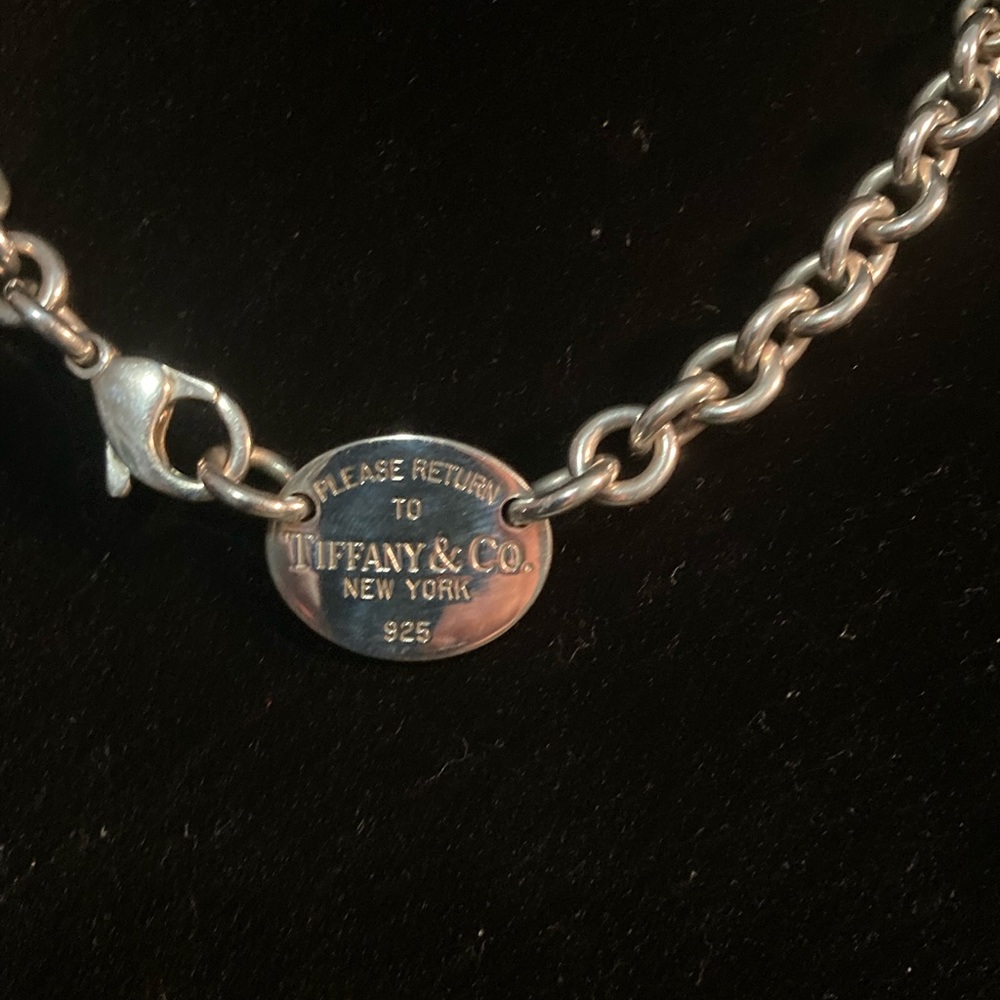 PLEASE RETURN
TO
TIFFANY & CO.
NEW YORK
925